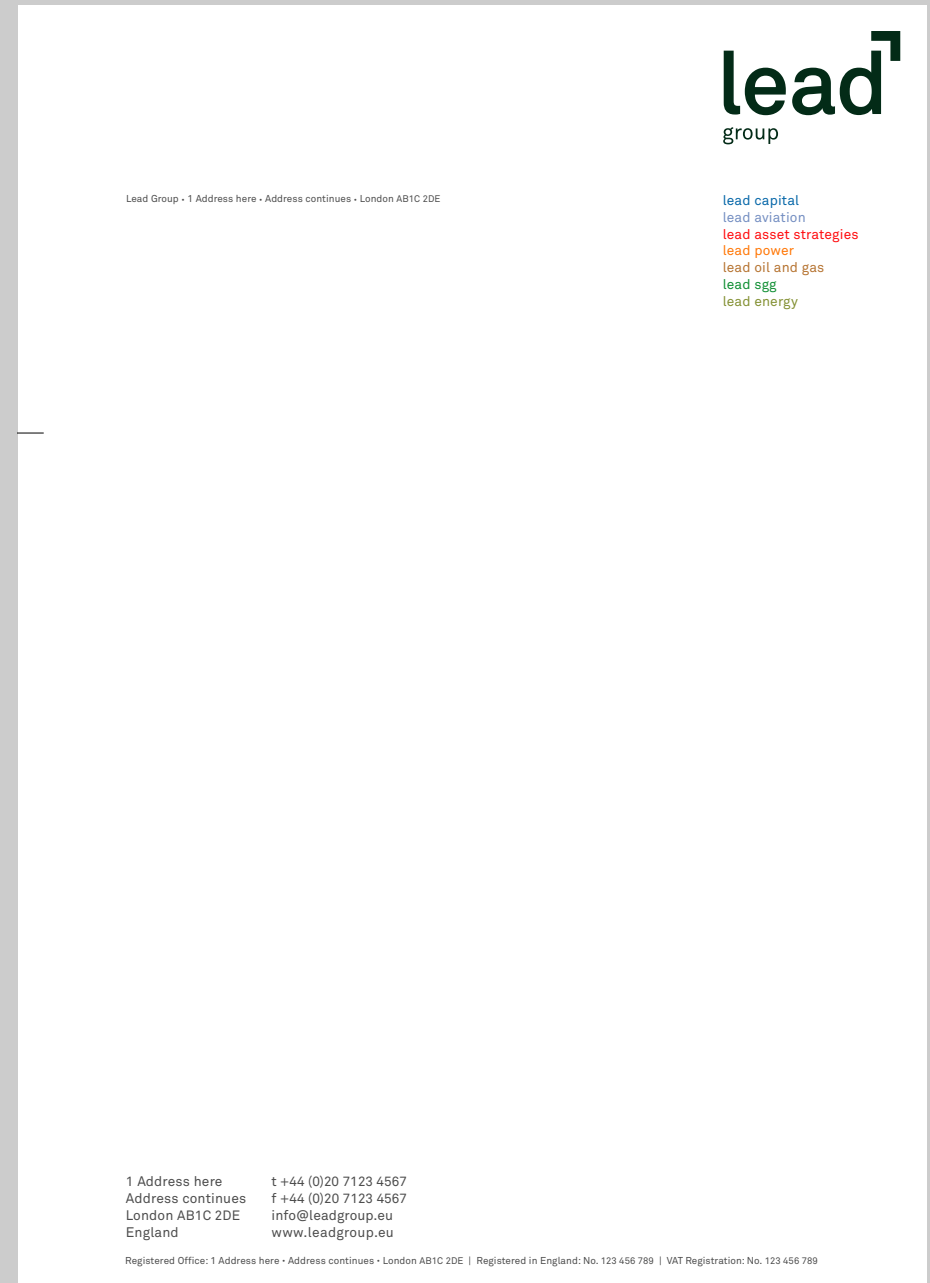 lead
group
Lead Group • 1 Address here • Address continues • London AB1C 2DE
lead capital
lead aviation
lead asset strategies
lead power
lead oil and gas
lead sgg
lead energy
1 Address here
Address continues
London AB1C 2DE
England
t +44 (0)20 7123 4567
f +44 (0)20 7123 4567
info@leadgroup.eu
www.leadgroup.eu
Registered Office: 1 Address here • Address continues • London AB1C 2DE | Registered in England: No. 123 456 789 | VAT Registration: No. 123 456 789